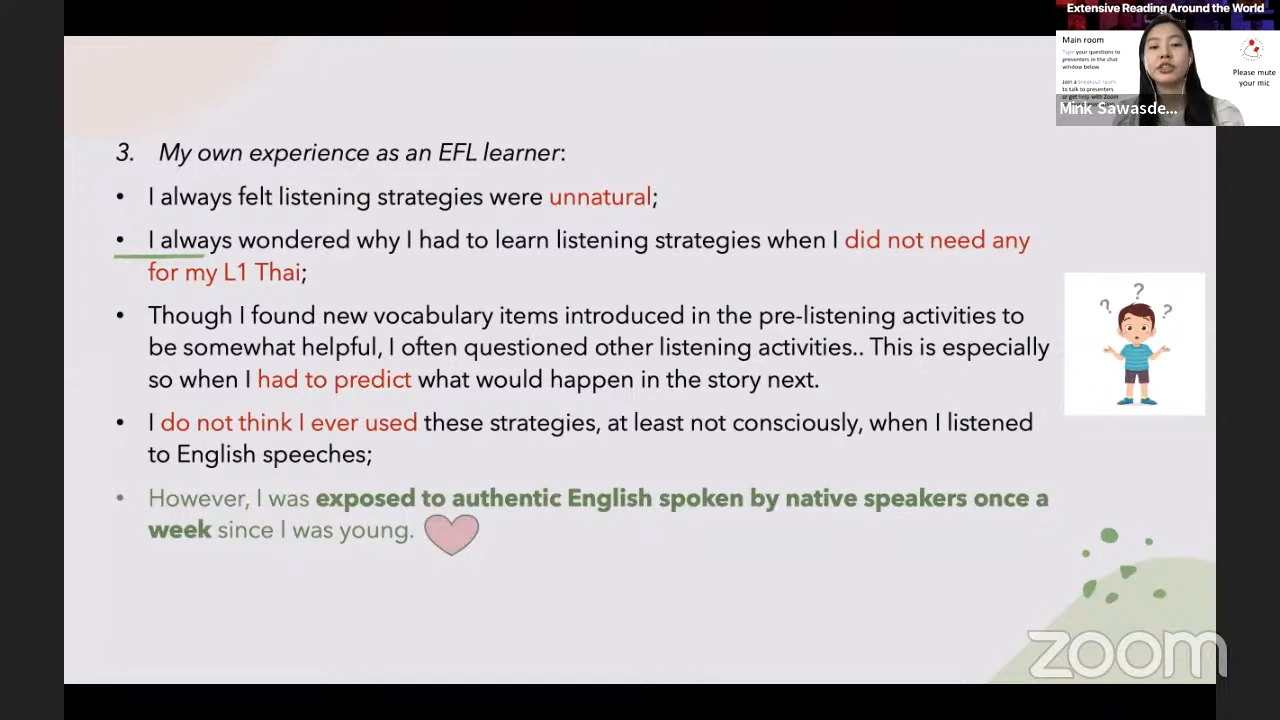 Extensive Reading Around the World
Main room
Type your questions to
presenters in the chat
window below
Join a breakout room
to talk to presenters
or get help with Zoom
Please mute
your mic
Mink Sawasde...
3. My own experience as an EFL learner:
• I always felt listening strategies were unnatural;
• I always wondered why I had to learn listening strategies when I did not need any
for my L1 Thai;
• Though I found new vocabulary items introduced in the pre-listening activities to
be somewhat helpful, I often questioned other listening activities.. This is especially
so when I had to predict what would happen in the story next.
• I do not think I ever used these strategies, at least not consciously, when I listened
to English speeches;
• However, I was exposed to authentic English spoken by native speakers once a
week since I was young.
? ? ?
zoom